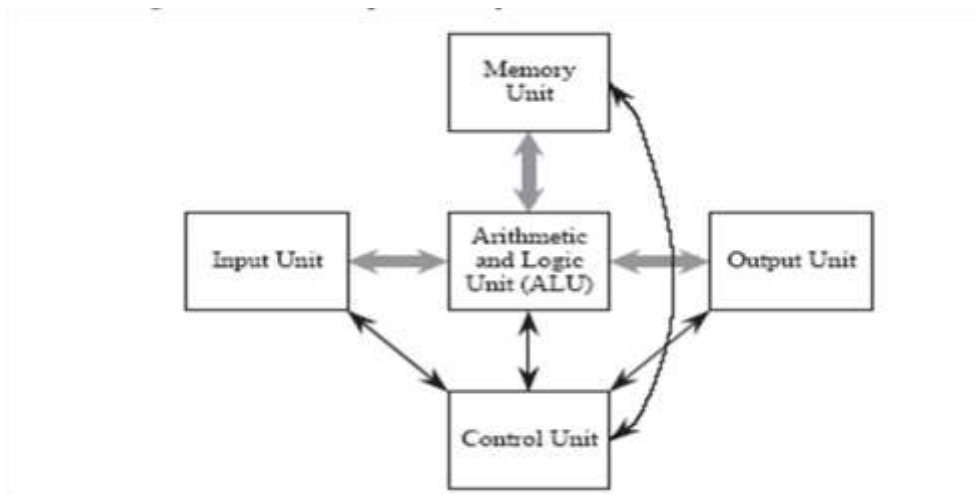 Memory
Unit
Input Unit
Arithmetic
and Logic
Unit (ALU)
Output Unit
Control Unit